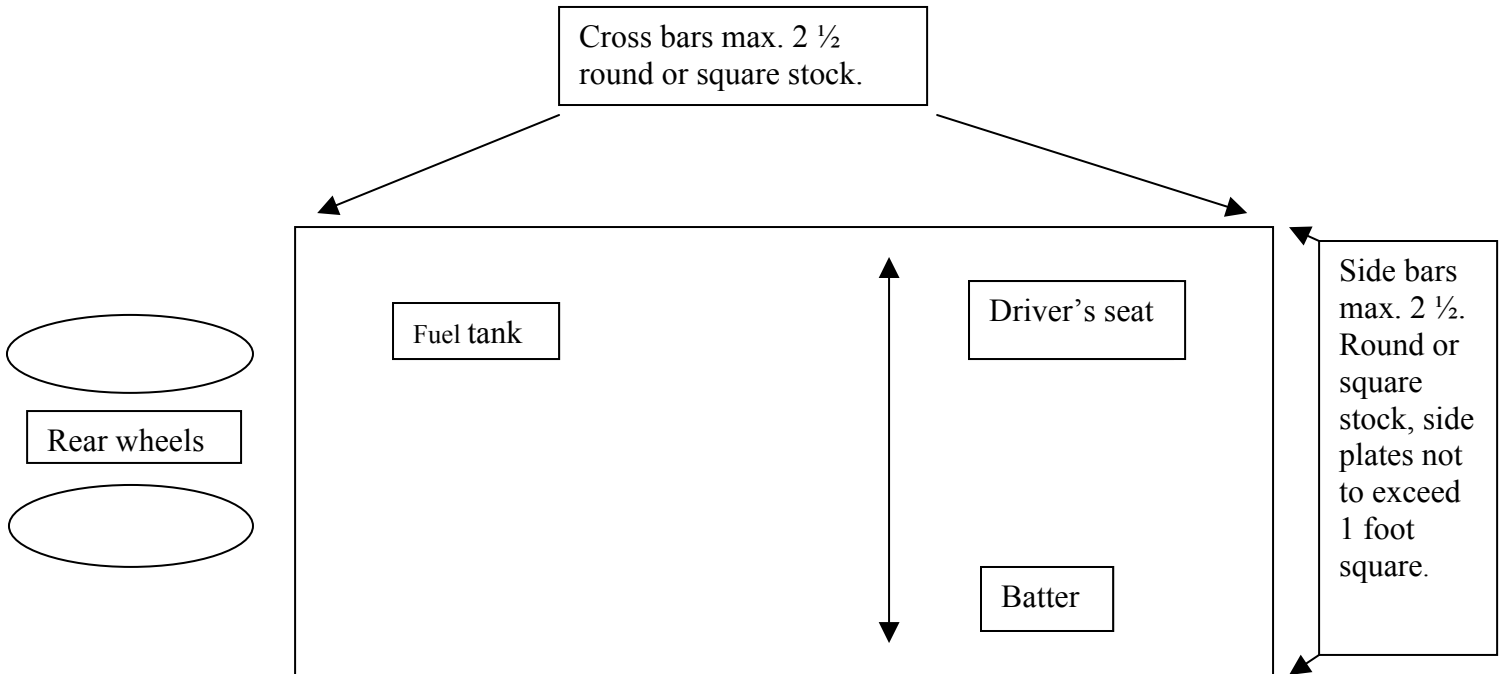 Cross bars max. 2 ½
round or square stock.
Side bars
max. 2 ½.
Round or
square
stock, side
plates not
to exceed
1 foot
square.
Driver’s seat
Fuel tank
Rear wheels
Batter